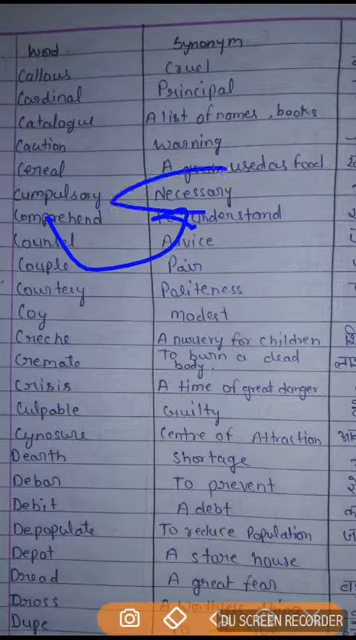 Word Synonym
Callous Cruel
Cardinal Principal
Catalogue A list of names, books
Caution Warning
Cereal A grain used as food
Cumpulsory Necessary
Comprehend To understand
Counsel Advice
Couple Pair
Courtery Politeness
Coy modest
Creche A nursery for children
Cremate To burn a dead body.
Crisis A time of great danger
Culpable Guilty
Cynosure Centre of Attraction
Dearth Shortage
Debar To prevent
Debit A debt
Depopulate To reduce Population
Depot A store house
Dread A great fear
Dross
Dupe
DU SCREEN RECORDER